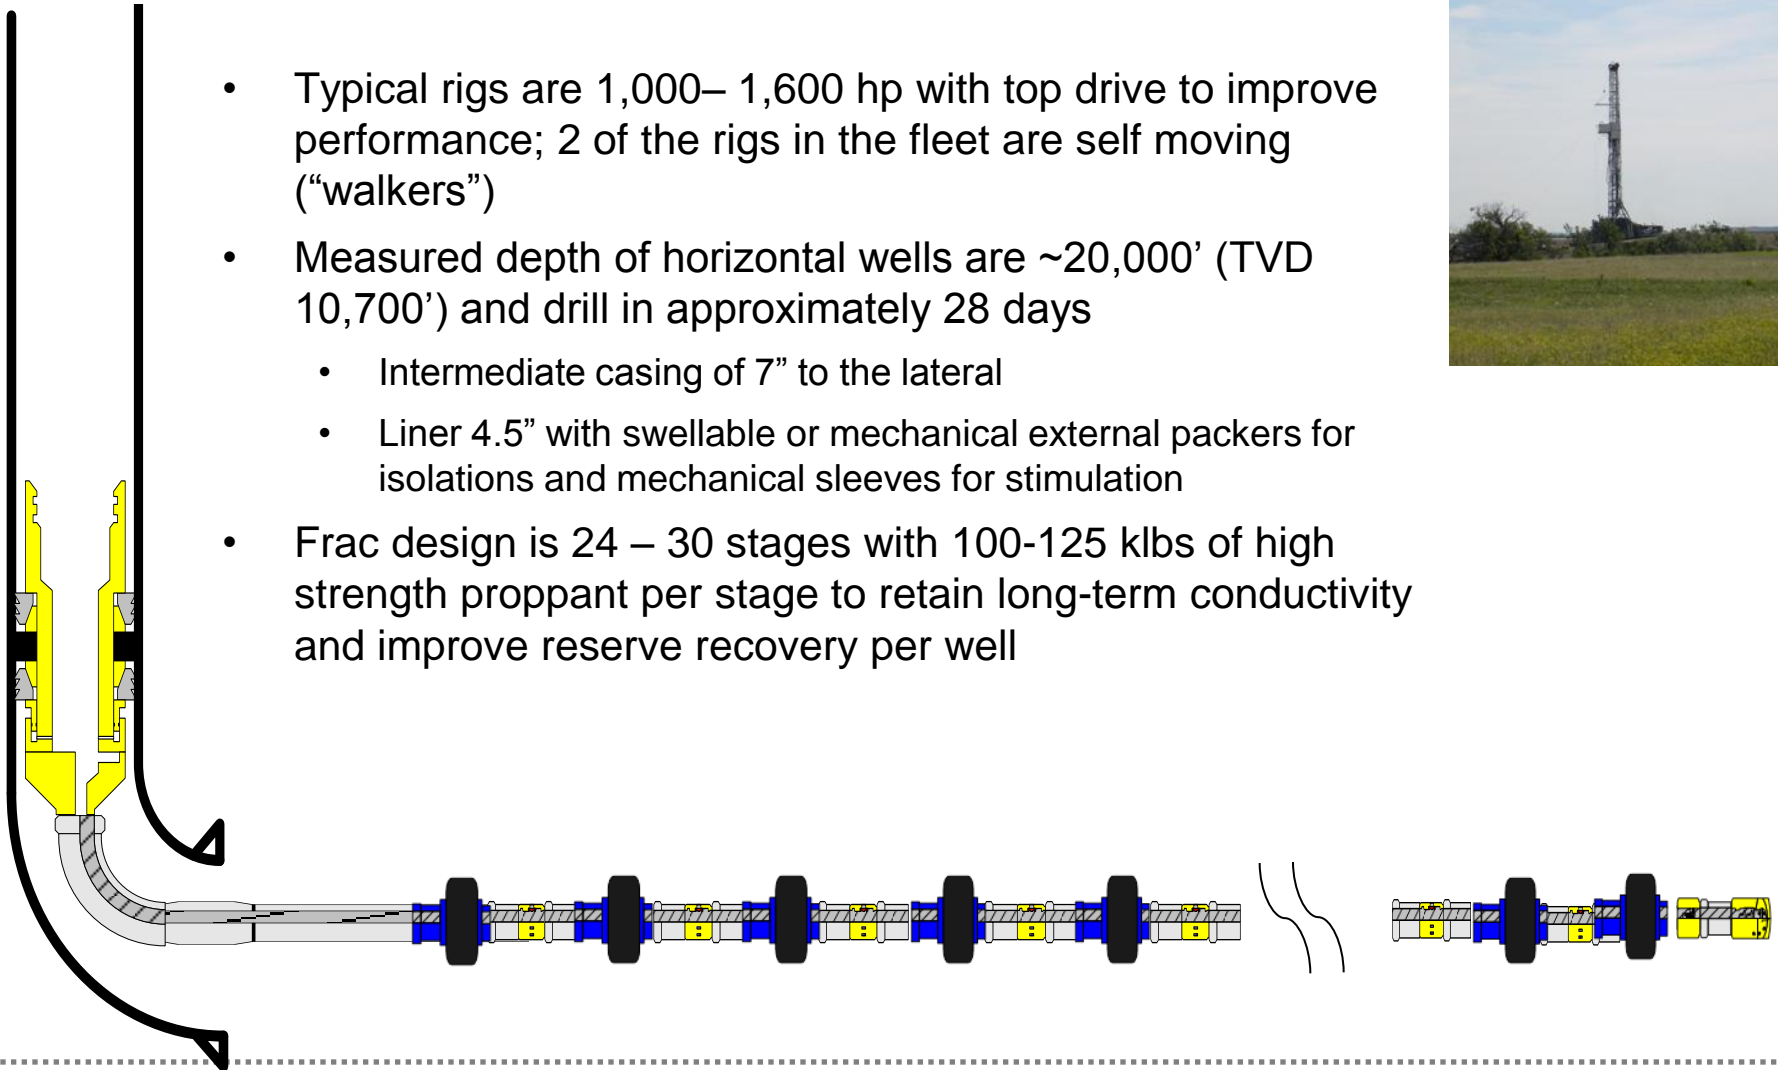 • Typical rigs are 1,000– 1,600 hp with top drive to improve
performance; 2 of the rigs in the fleet are self moving
(“walkers”)
• Measured depth of horizontal wells are ~20,000’ (TVD
10,700’) and drill in approximately 28 days
• Intermediate casing of 7” to the lateral
• Liner 4.5” with swellable or mechanical external packers for
isolations and mechanical sleeves for stimulation
• Frac design is 24 – 30 stages with 100-125 klbs of high
strength proppant per stage to retain long-term conductivity
and improve reserve recovery per well